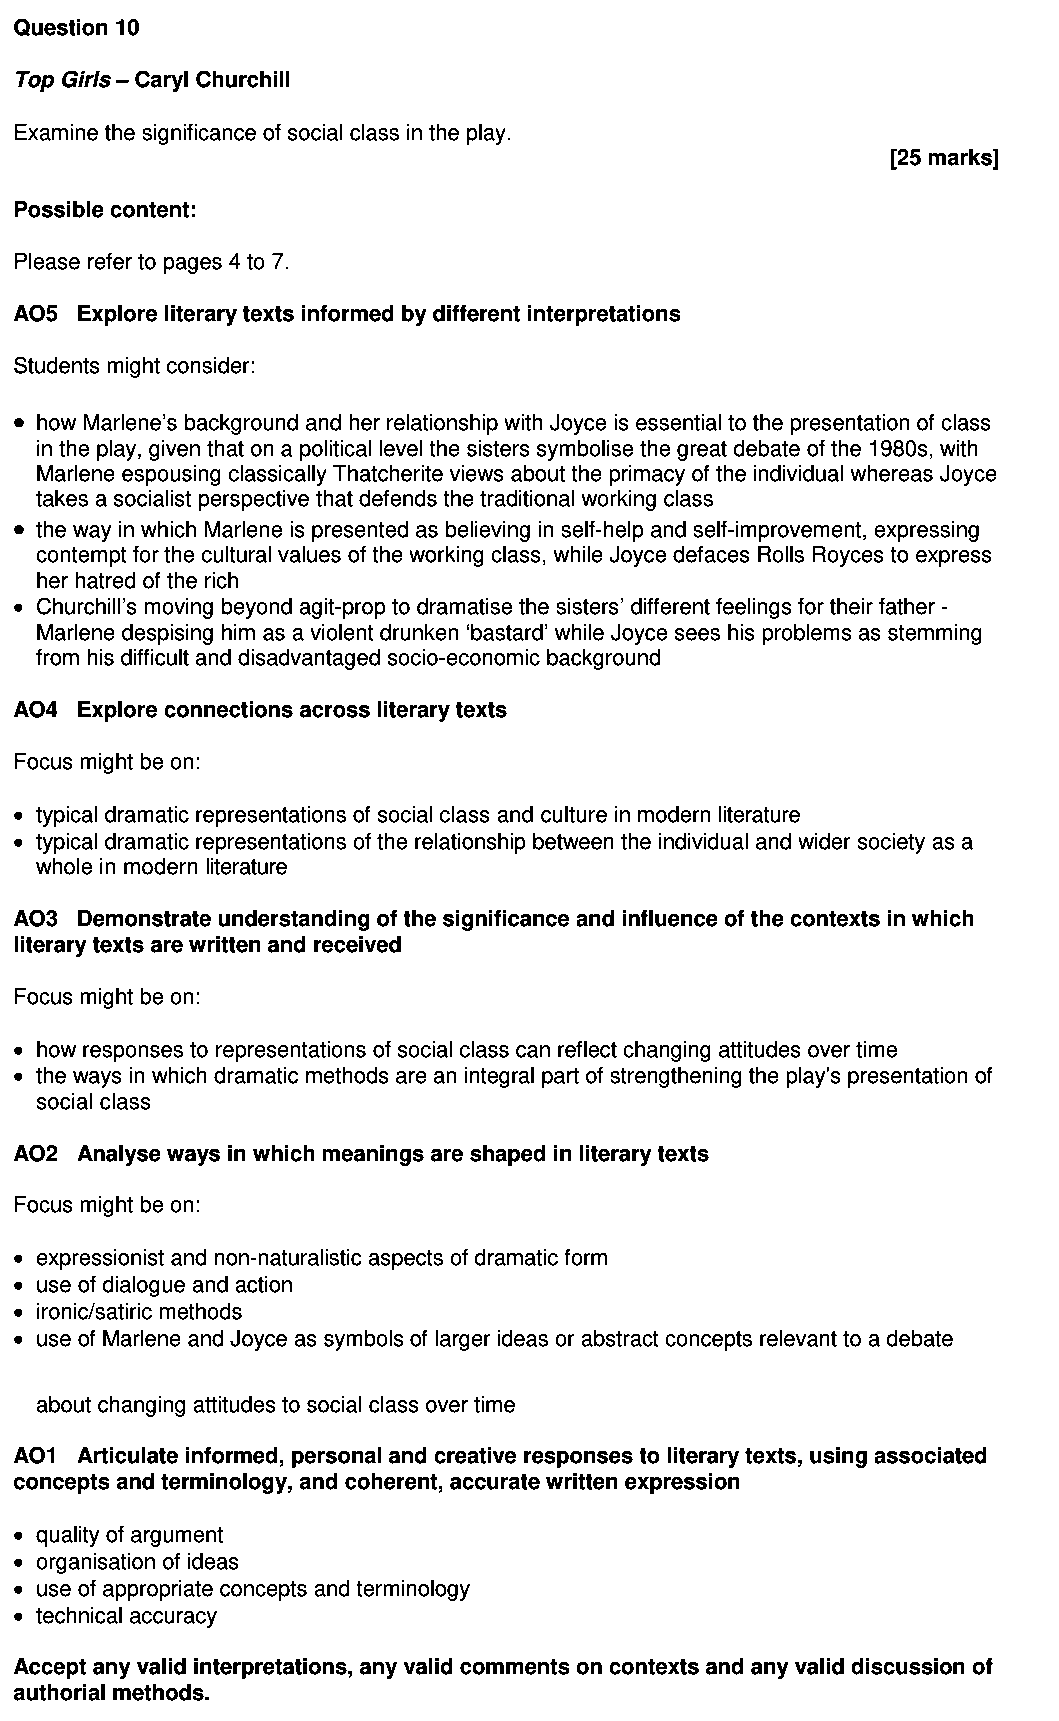 Question 10
Top Girls – Caryl Churchill
Examine the significance of social class in the play.
[25 marks]
Possible content:
Please refer to pages 4 to 7.
AO5 Explore literary texts informed by different interpretations
Students might consider:
• how Marlene’s background and her relationship with Joyce is essential to the presentation of class
in the play, given that on a political level the sisters symbolise the great debate of the 1980s, with
Marlene espousing classically Thatcherite views about the primacy of the individual whereas Joyce
takes a socialist perspective that defends the traditional working class
• the way in which Marlene is presented as believing in self-help and self-improvement, expressing
contempt for the cultural values of the working class, while Joyce defaces Rolls Royces to express
her hatred of the rich
• Churchill’s moving beyond agit-prop to dramatise the sisters’ different feelings for their father -
Marlene despising him as a violent drunken ‘bastard’ while Joyce sees his problems as stemming
from his difficult and disadvantaged socio-economic background
AO4 Explore connections across literary texts
Focus might be on:
• typical dramatic representations of social class and culture in modern literature
• typical dramatic representations of the relationship between the individual and wider society as a
whole in modern literature
AO3 Demonstrate understanding of the significance and influence of the contexts in which
literary texts are written and received
Focus might be on:
• how responses to representations of social class can reflect changing attitudes over time
• the ways in which dramatic methods are an integral part of strengthening the play’s presentation of
social class
AO2 Analyse ways in which meanings are shaped in literary texts
Focus might be on:
• expressionist and non-naturalistic aspects of dramatic form
• use of dialogue and action
• ironic/satiric methods
• use of Marlene and Joyce as symbols of larger ideas or abstract concepts relevant to a debate
about changing attitudes to social class over time
AO1 Articulate informed, personal and creative responses to literary texts, using associated
concepts and terminology, and coherent, accurate written expression
• quality of argument
• organisation of ideas
• use of appropriate concepts and terminology
• technical accuracy
Accept any valid interpretations, any valid comments on contexts and any valid discussion of
authorial methods.